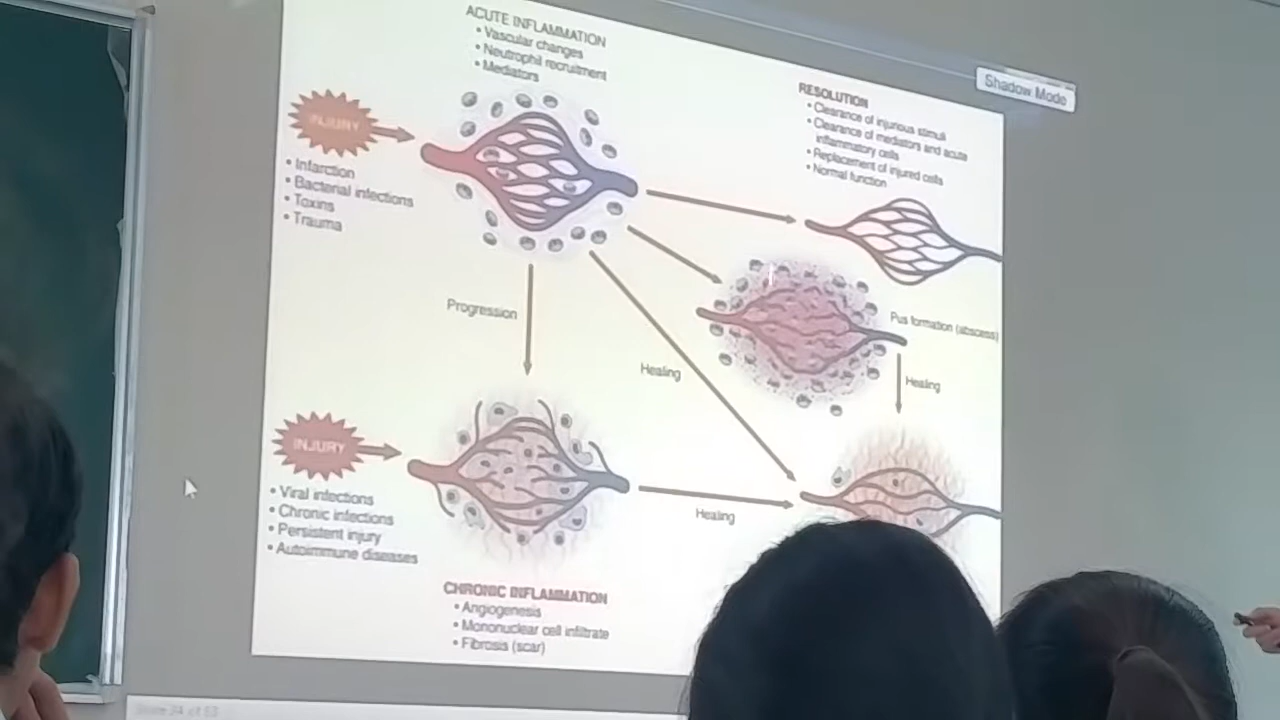 ACUTE INFLAMMATION
• Vascular changes
• Neutrophil recruitment
• Mediators
Shadow Mode
RESOLUTION
• Clearance of injurious stimuli
• Clearance of mediators and acute
inflammatory cells
• Replacement of injured cells
• Normal function
INJURY
• Infarction
• Bacterial infections
• Toxins
• Trauma
Progression
Pus formation (abscess)
Healing
Healing
INJURY
• Viral infections
• Chronic infections
• Persistent injury
• Autoimmune diseases
Healing
CHRONIC INFLAMMATION
• Angiogenesis
• Mononuclear cell infiltrate
• Fibrosis (scar)